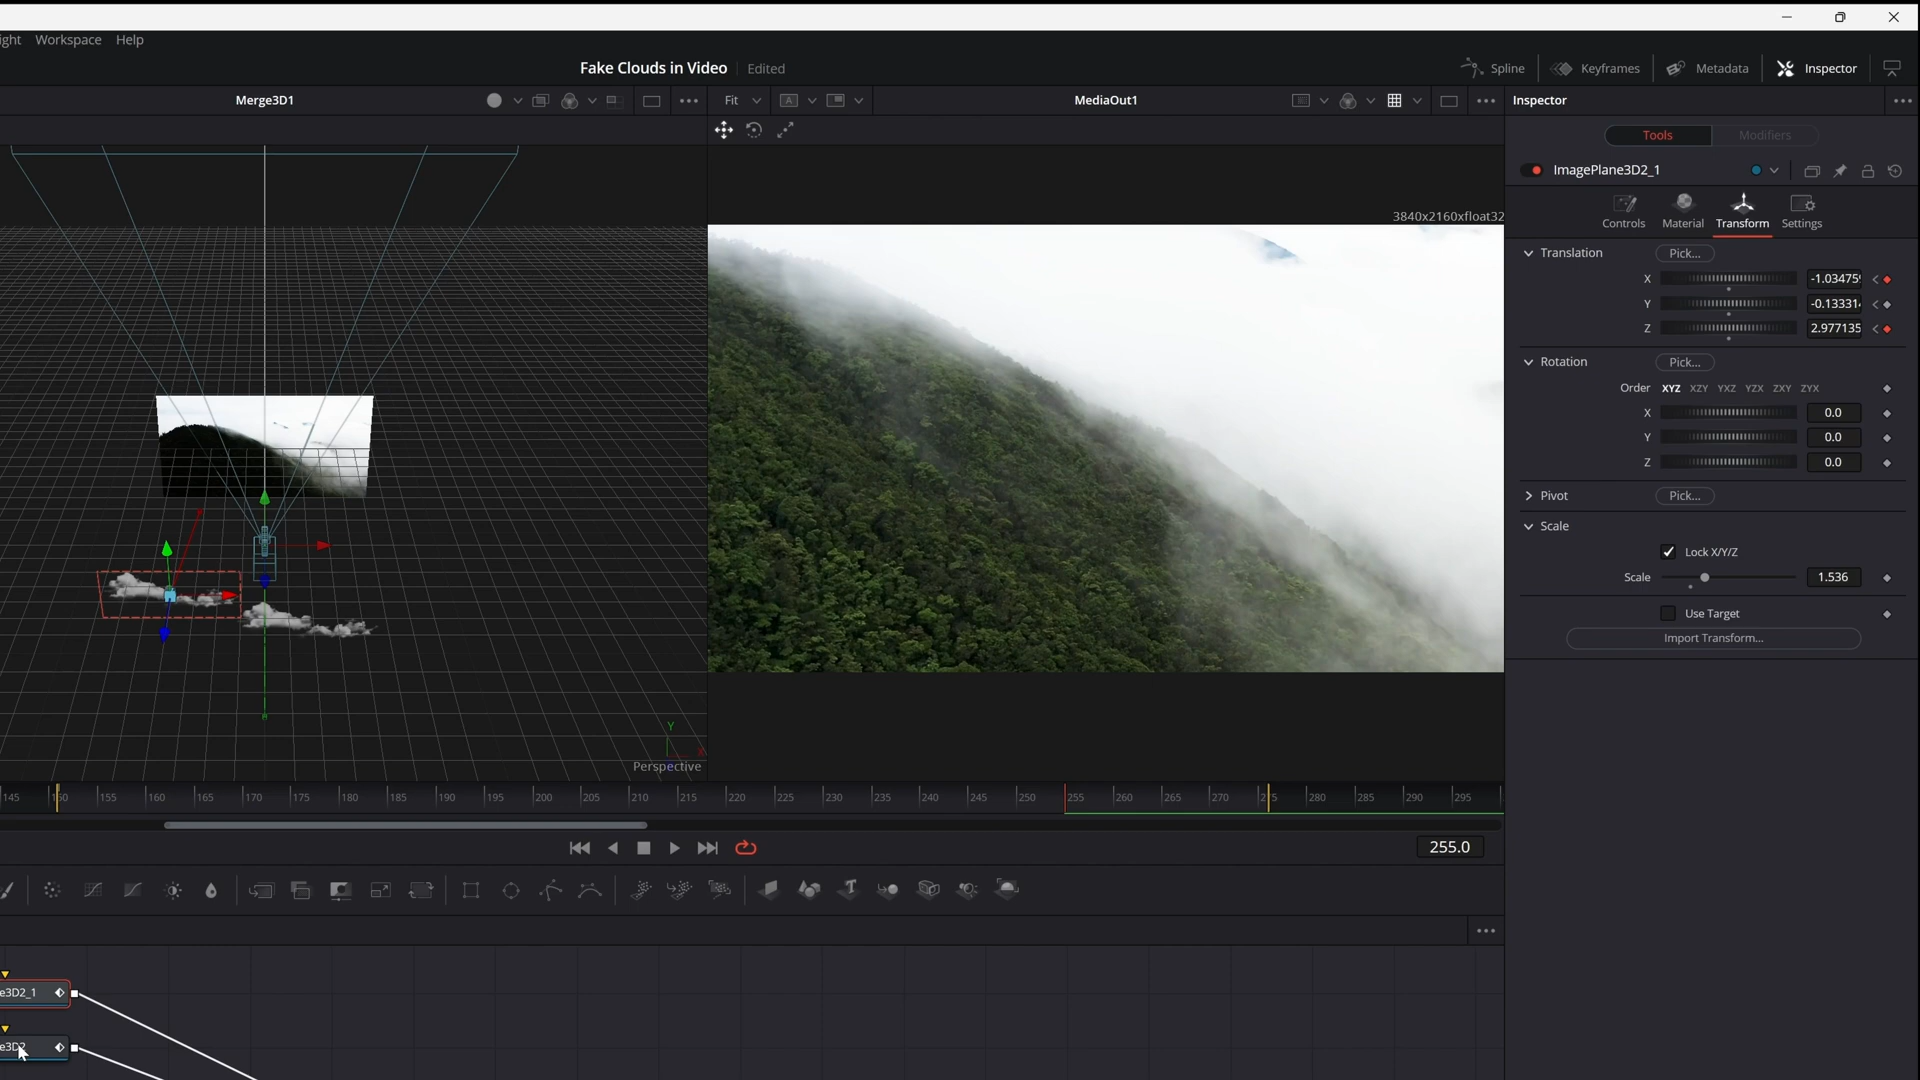 ight Workspace Help
Fake Clouds in Video Edited
Spline Keyframes Metadata Inspector
Merge3D1
Fit A
MediaOut1
Inspector
Tools Modifiers
ImagePlane3D2_1
Controls Material Transform Settings
3840x2160xfloat32
Translation Pick...
X -1.03475
Y -0.13331
Z 2.977135
Rotation Pick...
Order XYZ XZY YXZ YZX ZXY ZYX
X 0.0
Y 0.0
Z 0.0
Pivot Pick...
Scale
Lock X/Y/Z
Scale 1.536
Use Target
Import Transform...
Y
X
Perspective
145 150 155 160 165 170 175 180 185 190 195 200 205 210 215 220 225 230 235 240 245 250 255 260 265 270 275 280 285 290 295
255.0
T
e3D2_1
e3D2